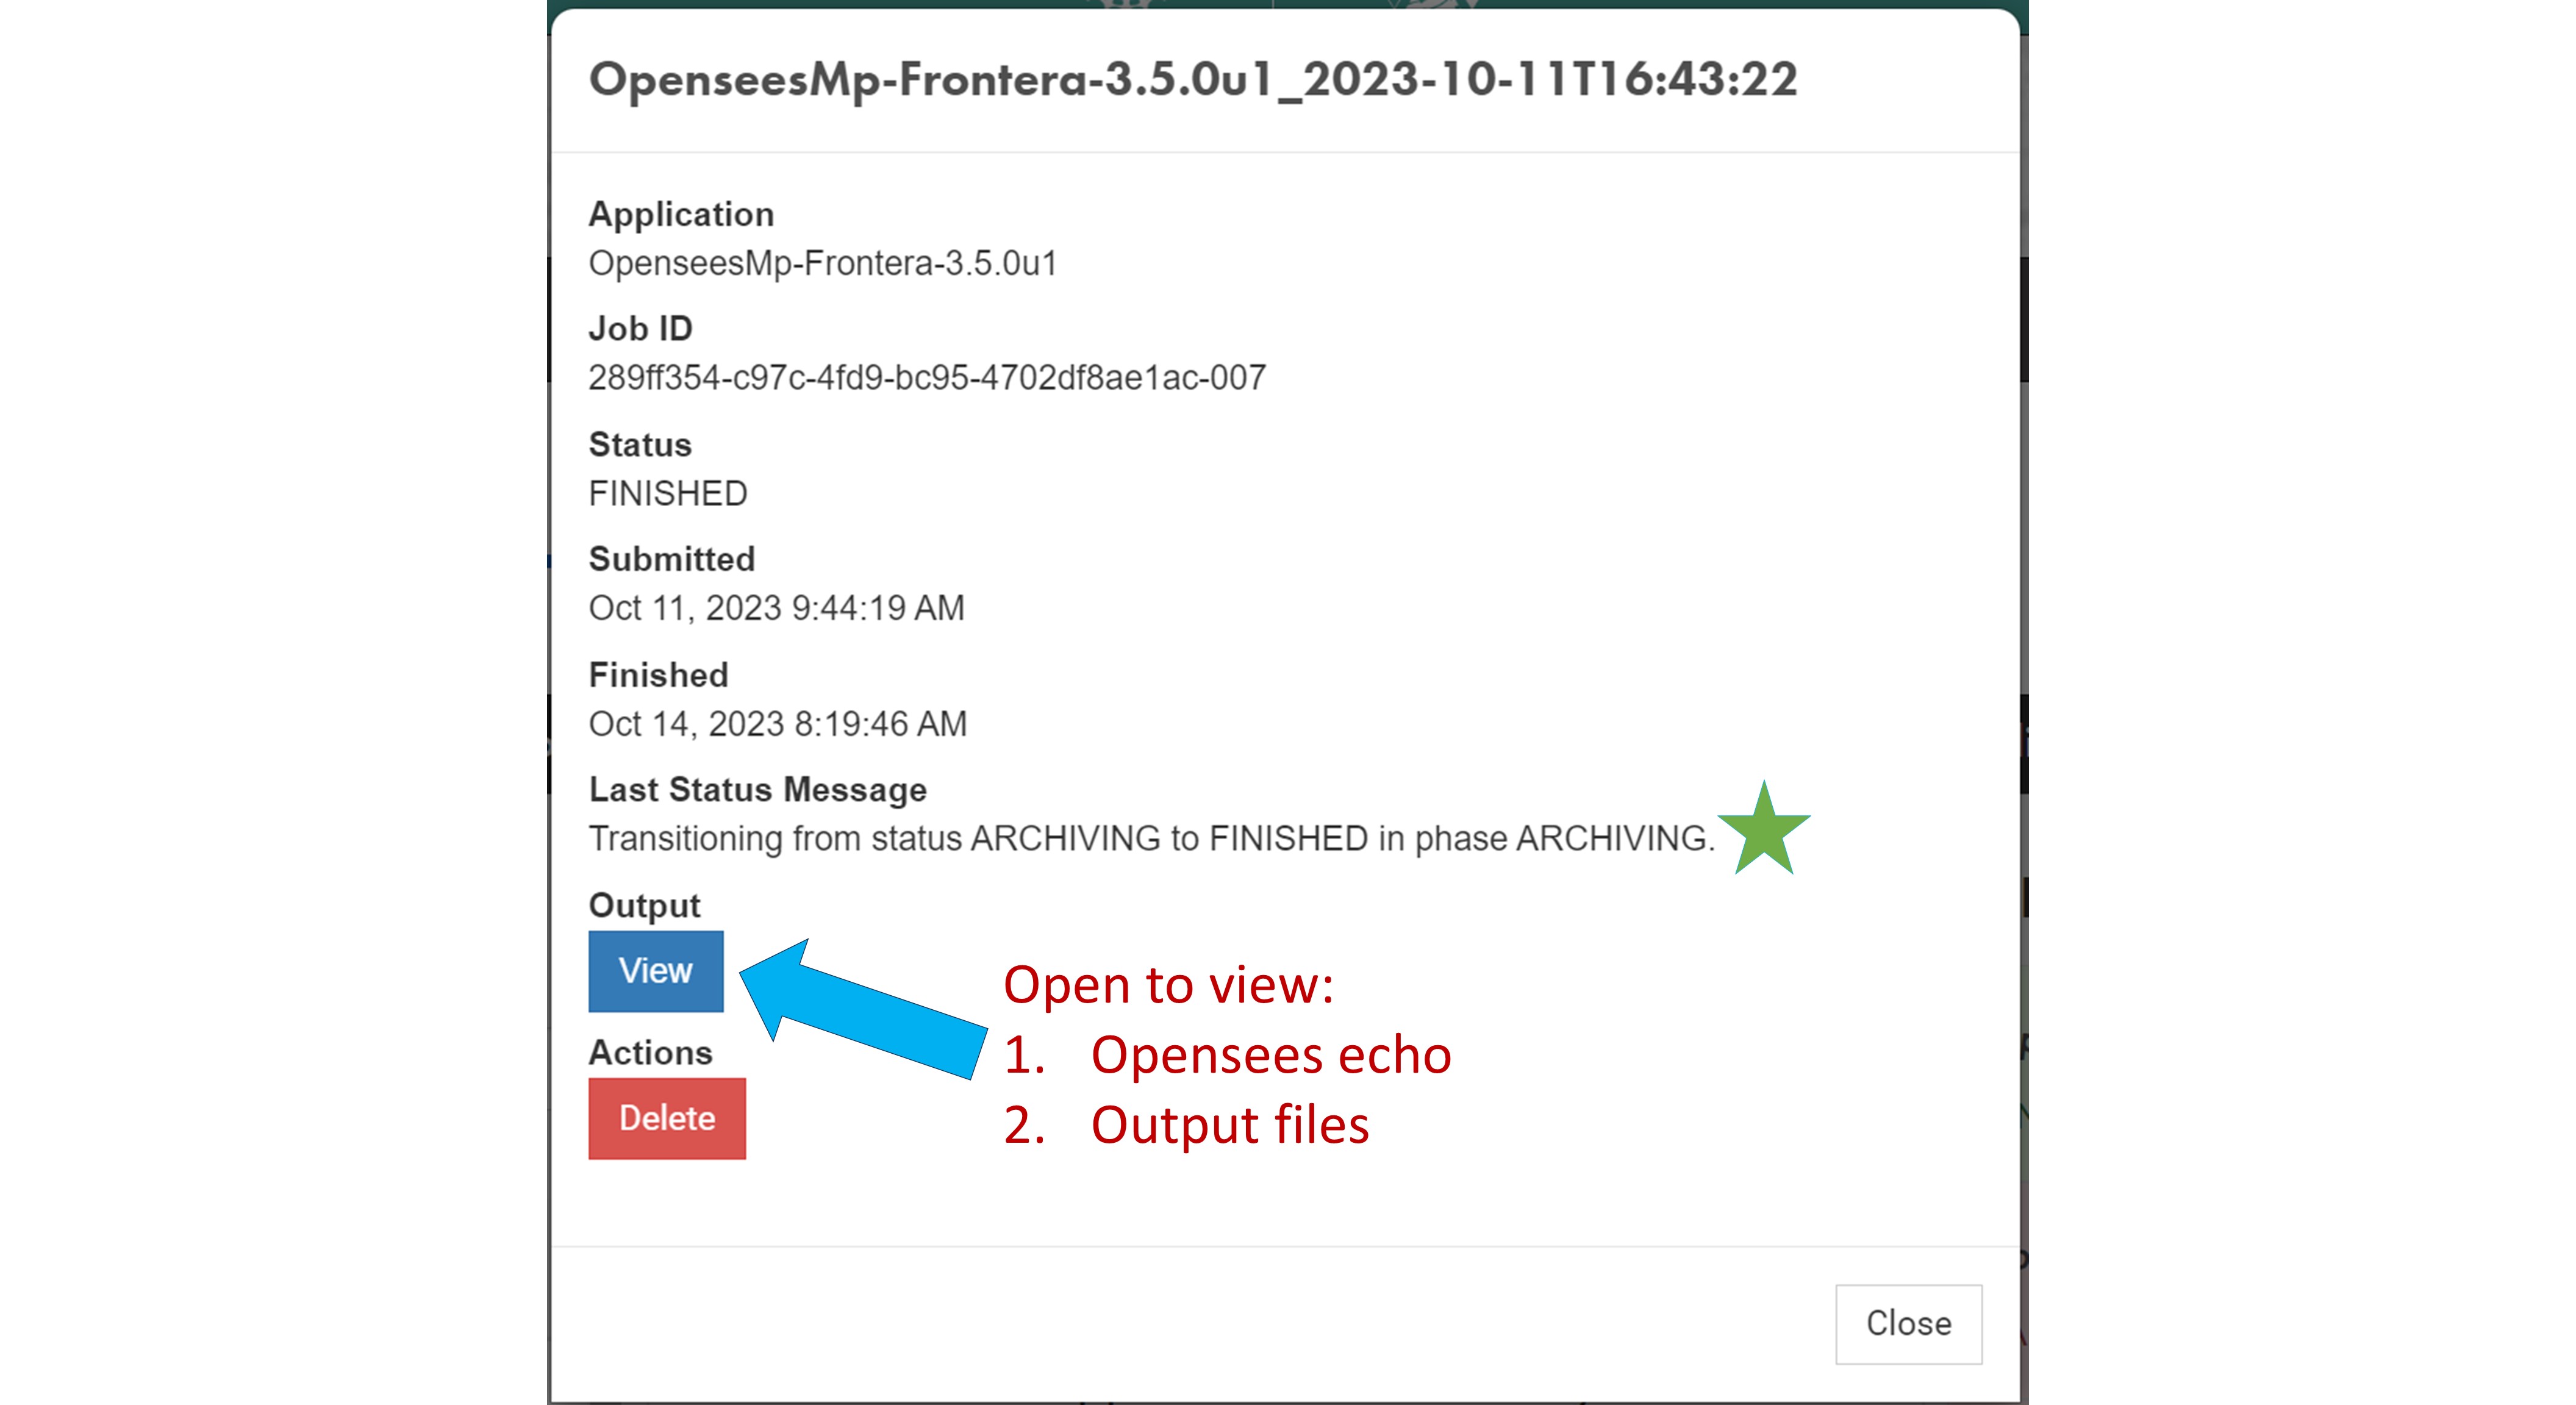 OpenseesMp-Frontera-3.5.0u1_2023-10-11T16:43:22
Application
OpenseesMp-Frontera-3.5.0u1
Job ID
289ff354-c97c-4fd9-bc95-4702df8ae1ac-007
Status
FINISHED
Submitted
Oct 11, 2023 9:44:19 AM
Finished
Oct 14, 2023 8:19:46 AM
Last Status Message
Transitioning from status ARCHIVING to FINISHED in phase ARCHIVING.
Output
View
Open to view:
1. Opensees echo
2. Output files
Actions
Delete
Close